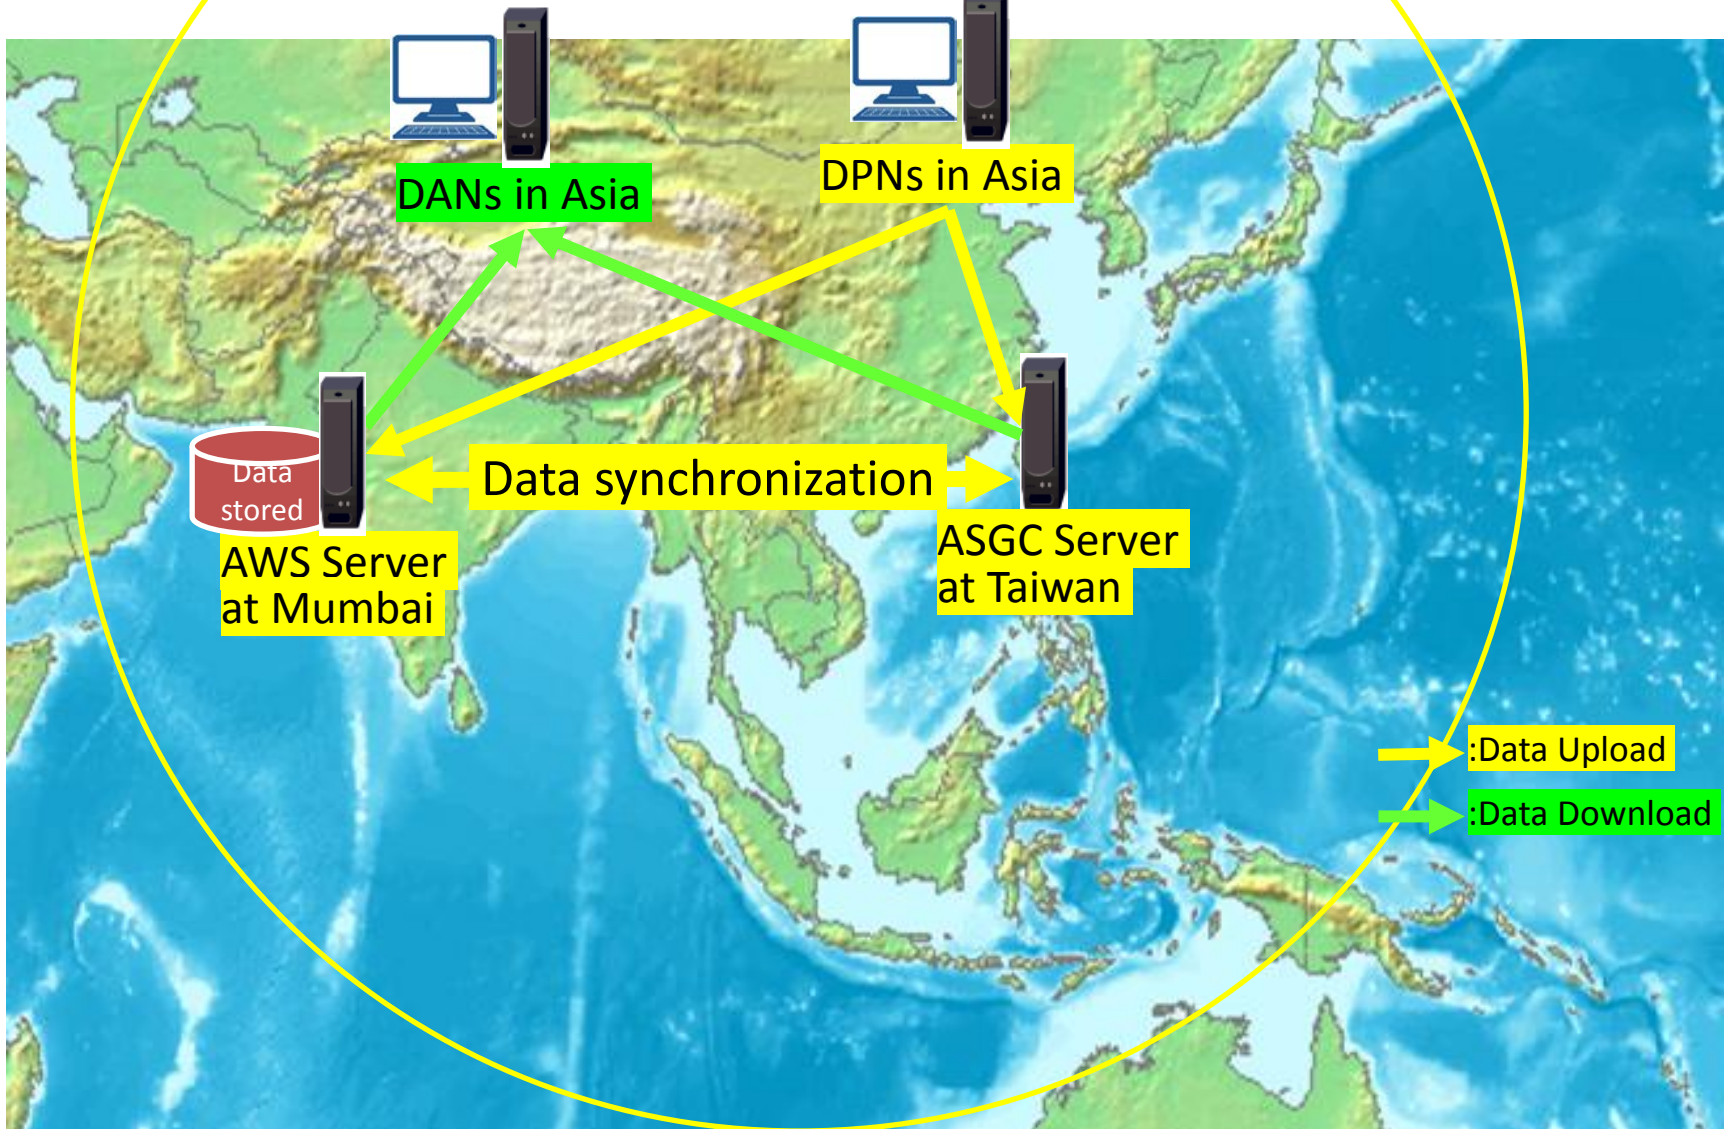 DANs in Asia
DPNs in Asia
Data
stored
Data synchronization
AWS Server
at Mumbai
ASGC Server
at Taiwan
:Data Upload
:Data Download